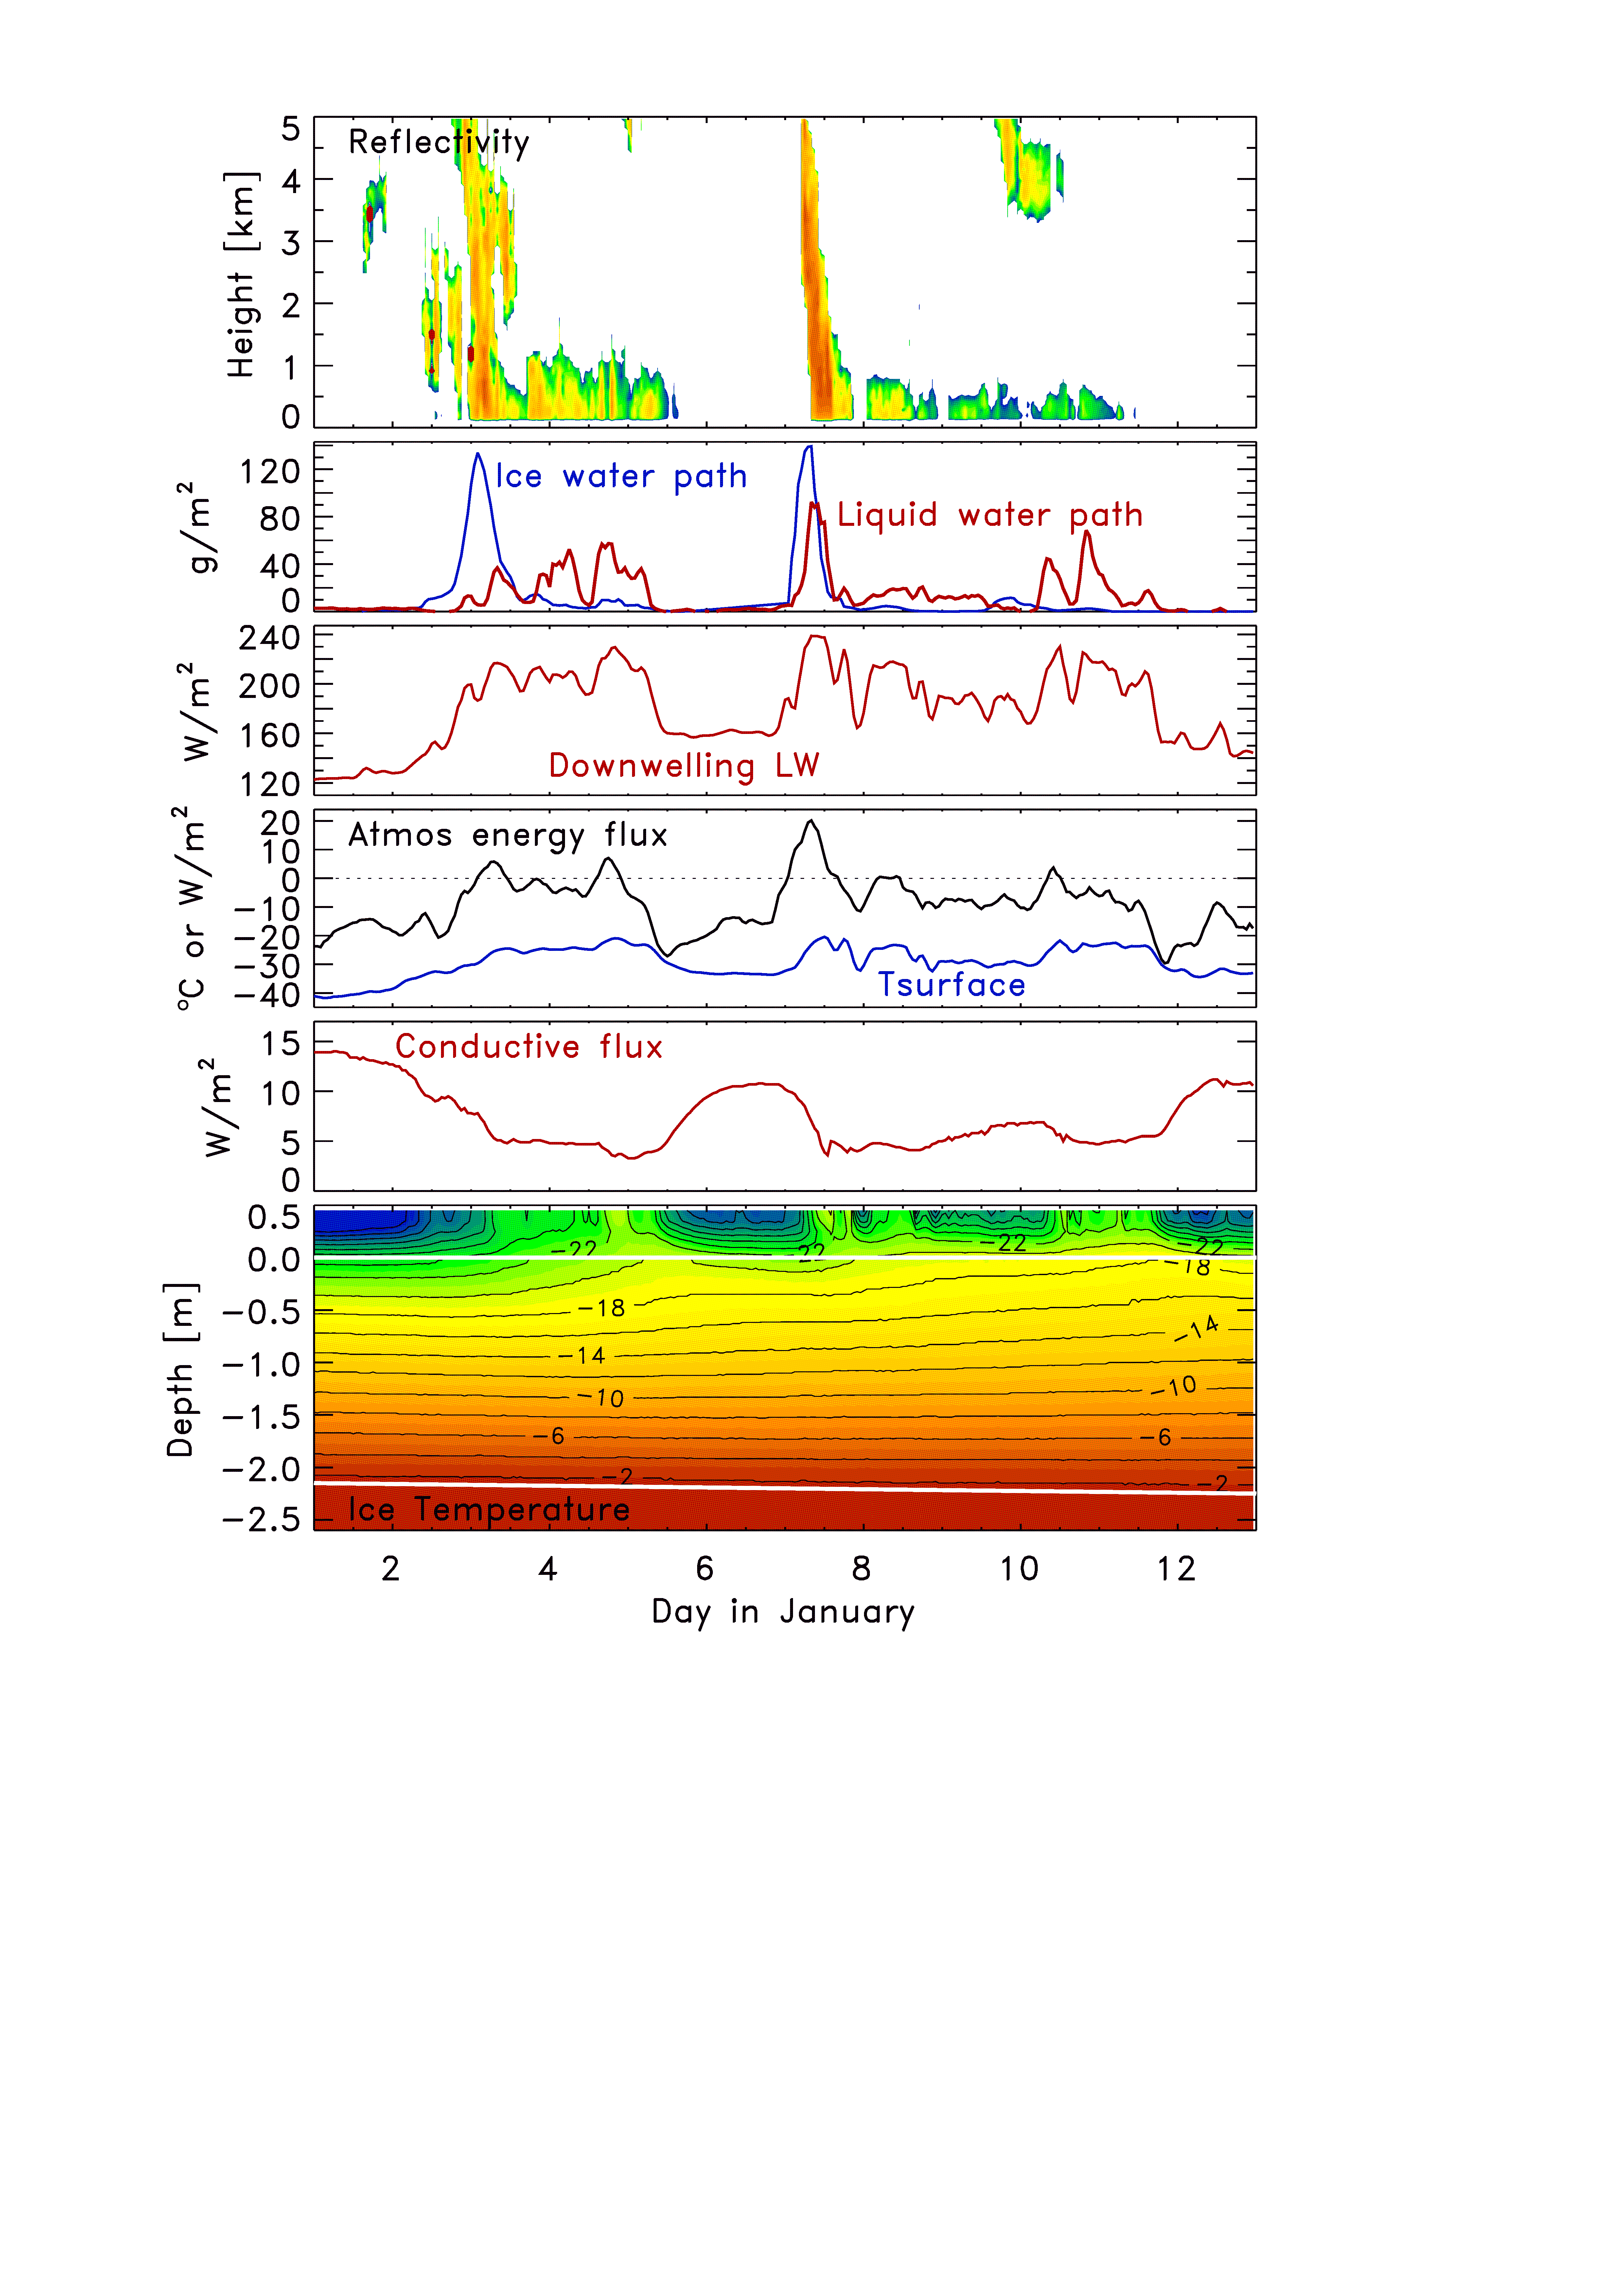 Reflectivity
Height [km]
5
4
3
2
1
0
Ice water path
Liquid water path
g/m²
120
80
40
0
Downwelling LW
W/m²
240
200
160
120
Atmos energy flux
Tsurface
°C or W/m²
20
10
0
−10
−20
−30
−40
Conductive flux
W/m²
15
10
5
0
Depth [m]
0.5
0.0
−0.5
−1.0
−1.5
−2.0
−2.5
−22
22
−22
−22
−18
−18
−14
−14
−10
−10
−6
−6
−2
−2
Ice Temperature
2 4 6 8 10 12
Day in January